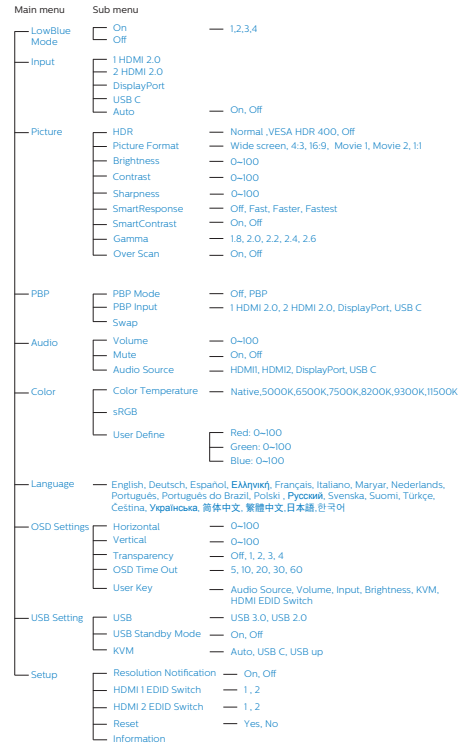 Main menu Sub menu
LowBlue Mode
On 1,2,3,4
Off
Input
1 HDMI 2.0
2 HDMI 2.0
DisplayPort
USB C
Auto On, Off
Picture
HDR Normal ,VESA HDR 400, Off
Picture Format Wide screen, 4:3, 16:9, Movie 1, Movie 2, 1:1
Brightness 0~100
Contrast 0~100
Sharpness 0~100
SmartResponse Off, Fast, Faster, Fastest
SmartContrast On, Off
Gamma 1.8, 2.0, 2.2, 2.4, 2.6
Over Scan On, Off
PBP
PBP Mode Off, PBP
PBP Input 1 HDMI 2.0, 2 HDMI 2.0, DisplayPort, USB C
Swap
Audio
Volume 0~100
Mute On, Off
Audio Source HDMI1, HDMI2, DisplayPort, USB C
Color
Color Temperature Native,5000K,6500K,7500K,8200K,9300K,11500K
sRGB
User Define
Red: 0~100
Green: 0~100
Blue: 0~100
Language
English, Deutsch, Español, Ελληνική, Français, Italiano, Maryar, Nederlands,
Português, Português do Brazil, Polski , Русский, Svenska, Suomi, Türkçe,
Čeština, Українська, 简体中文, 繁體中文,日本語,한국어
OSD Settings
Horizontal 0~100
Vertical 0~100
Transparency Off, 1, 2, 3, 4
OSD Time Out 5, 10, 20, 30, 60
User Key Audio Source, Volume, Input, Brightness, KVM,
HDMI EDID Switch
USB Setting
USB USB 3.0, USB 2.0
USB Standby Mode On, Off
KVM Auto, USB C, USB up
Setup
Resolution Notification On, Off
HDMI 1 EDID Switch 1 , 2
HDMI 2 EDID Switch 1 , 2
Reset Yes, No
Information